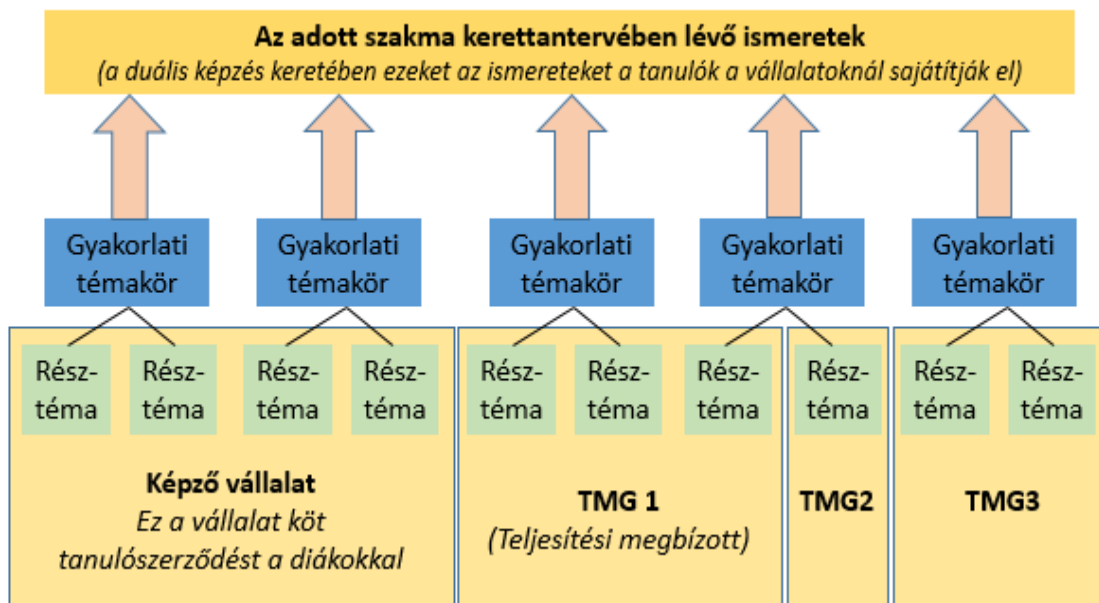 Az adott szakma kerettantervében lévő ismeretek
(a duális képzés keretében ezeket az ismereteket a tanulók a vállalatoknál sajátítják el)
Gyakorlati
témakör
Gyakorlati
témakör
Gyakorlati
témakör
Gyakorlati
témakör
Gyakorlati
témakör
Rész-
téma
Rész-
téma
Rész-
téma
Rész-
téma
Rész-
téma
Rész-
téma
Rész-
téma
Rész-
téma
Rész-
téma
Rész-
téma
Képző vállalat
Ez a vállalat köt
tanulószerződést a diákokkal
TMG 1
(Teljesítési megbízott)
TMG2
TMG3